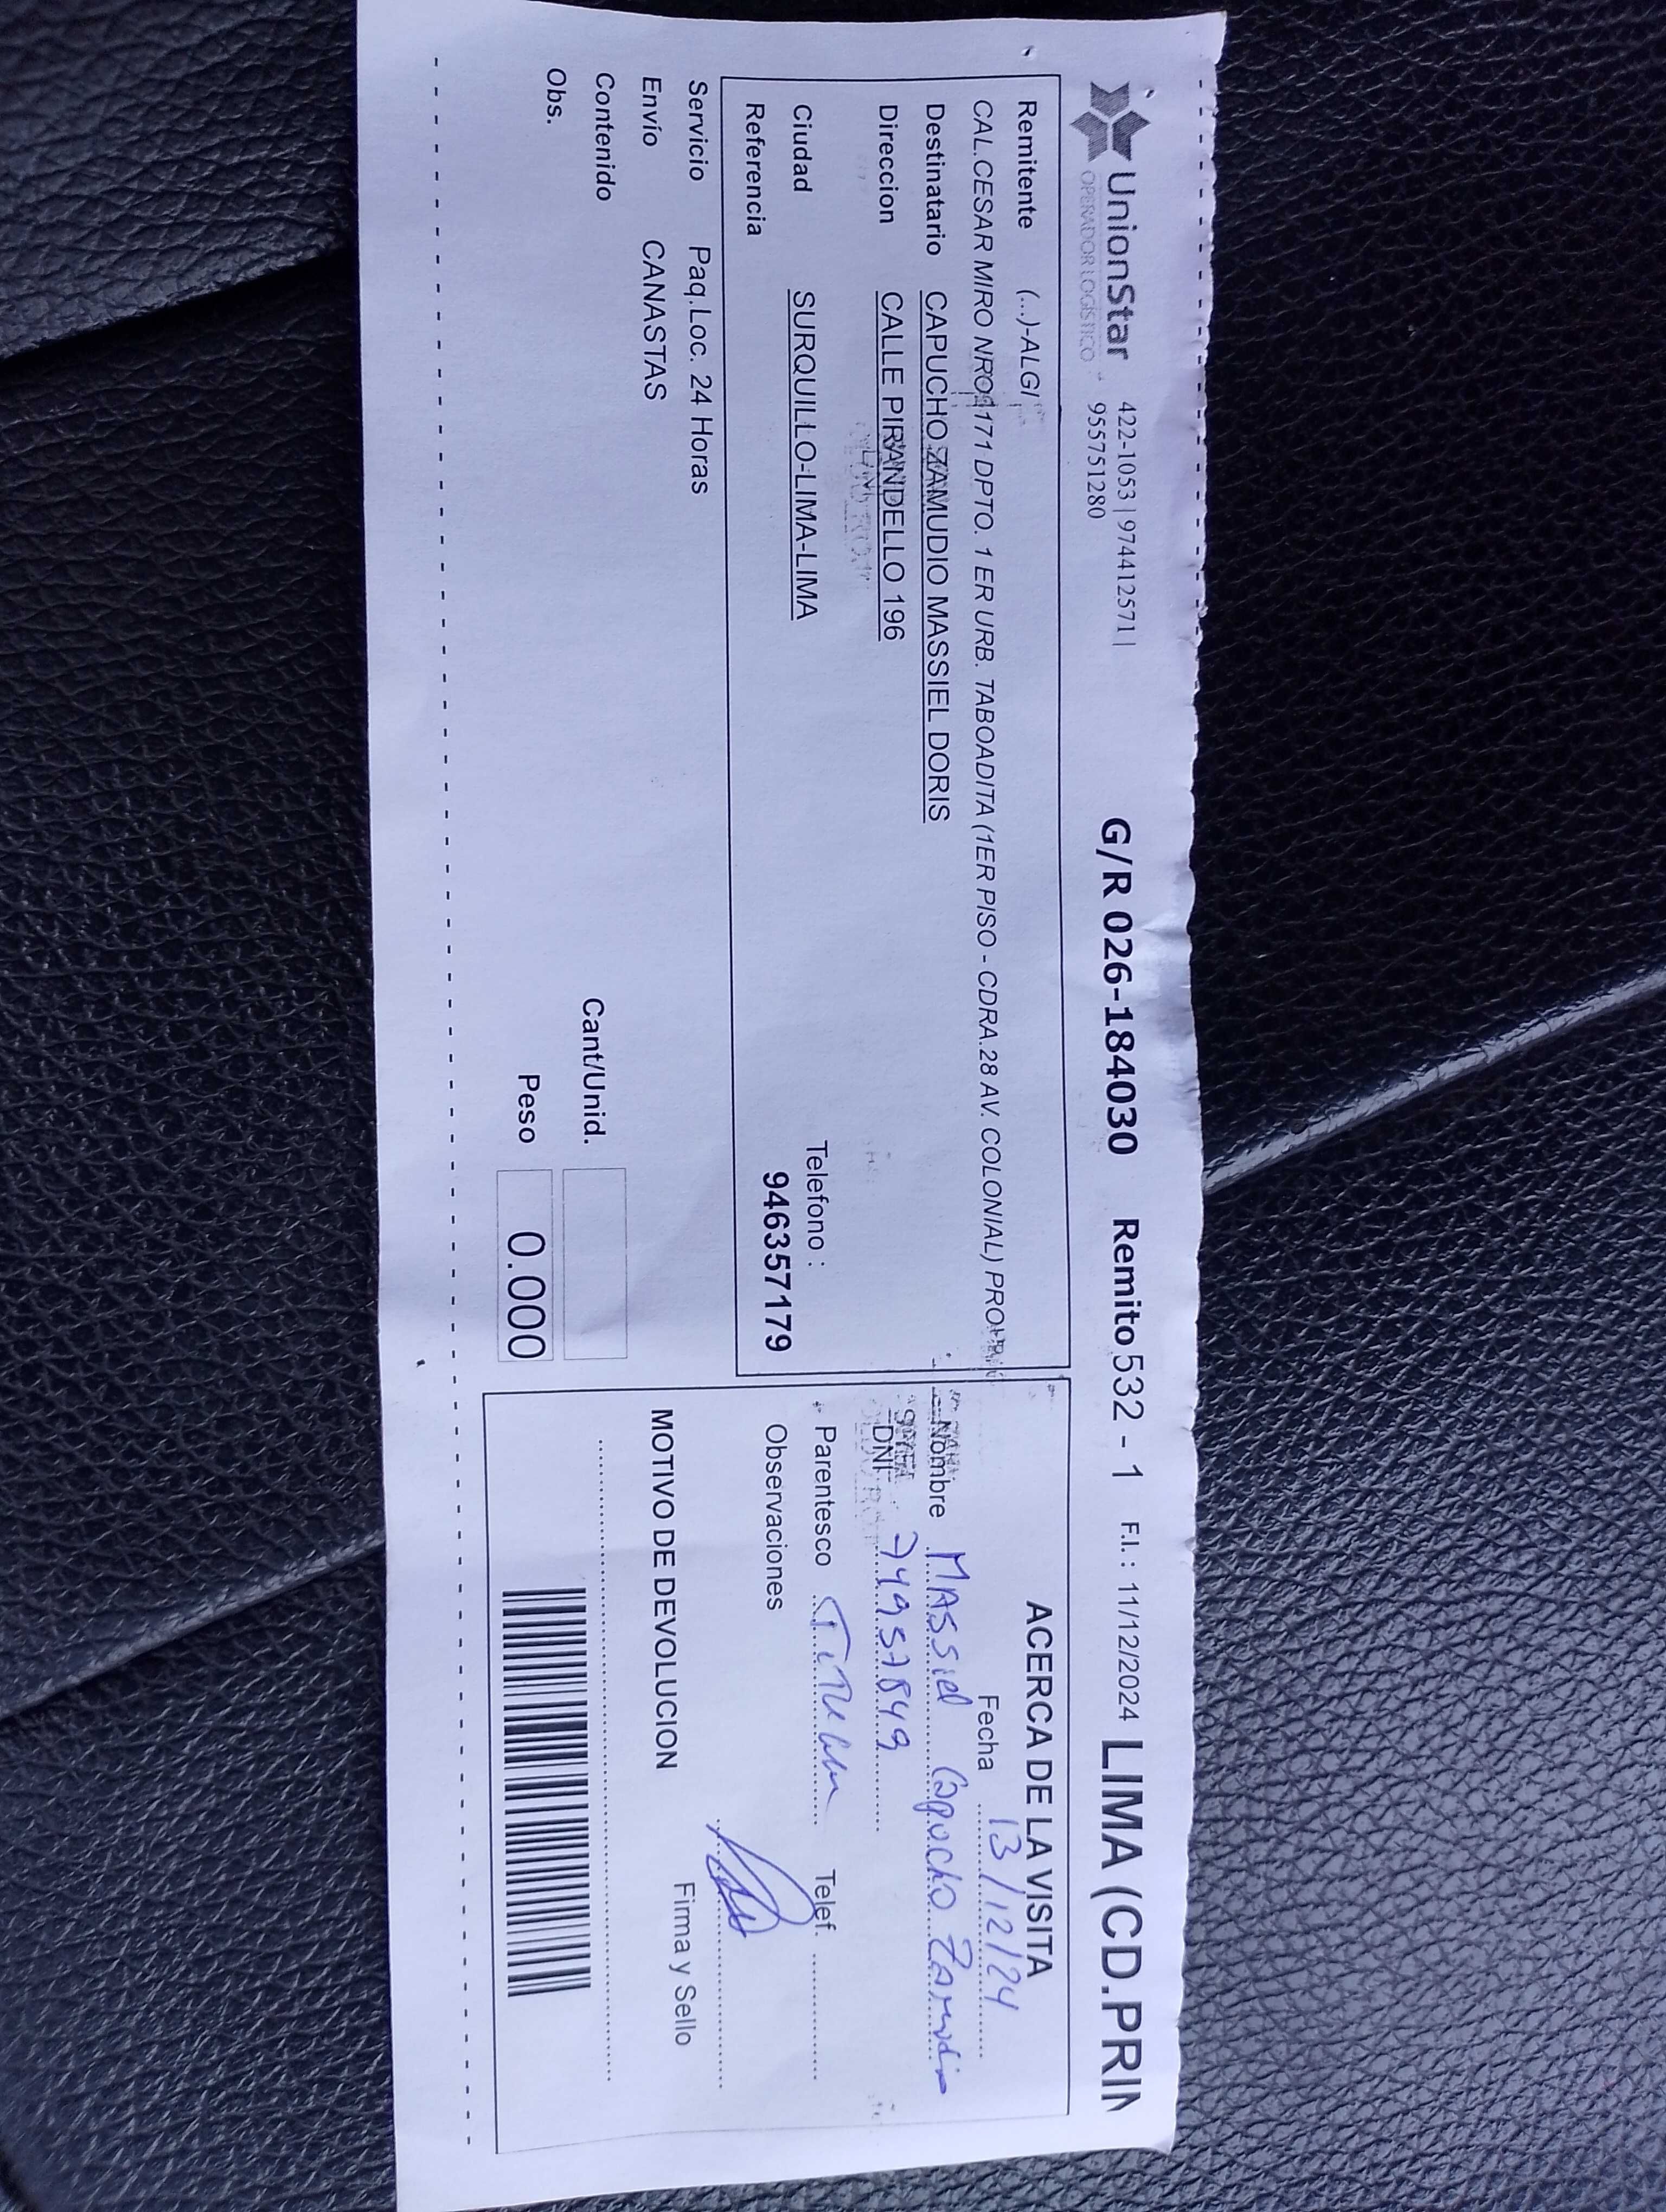 UnionStar 422-1053 | 974412571 |
OPERADOR LOGÍSTICO 955751280
G/R 026-184030 Remito 532 - 1 F.I. : 11/12/2024 LIMA (CD.PRIN
Remitente (...)-ALGI
CAL.CESAR MIRO NRO 171 DPTO. 1 ER URB. TABOADITA (1ER PISO - CDRA.28 AV. COLONIAL)
Destinatario CAPUCHO ZAMUDIO MASSIEL DORIS
Direccion CALLE PIRANDELLO 196
Ciudad SURQUILLO-LIMA-LIMA
Telefono :
Referencia 946357179
Servicio Paq.Loc. 24 Horas
Envío CANASTAS
Contenido
Cant/Unid.
Obs.
Peso 0.000
ACERCA DE LA VISITA
Fecha 13/12/24
Nombre MASSiel Capucho Zamudio
DNI 74957849
Parentesco TiTular Telef.
Observaciones
Firma y Sello
MOTIVO DE DEVOLUCION